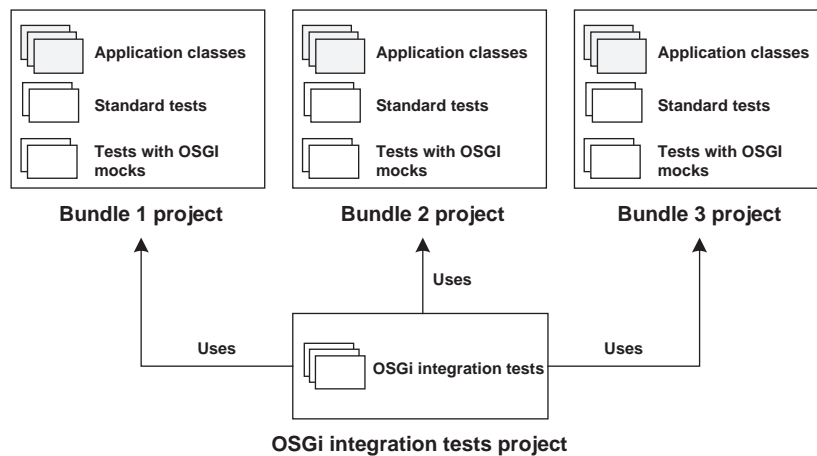 Application classes
Standard tests
Tests with OSGI
mocks
Bundle 1 project
Application classes
Standard tests
Tests with OSGI
mocks
Bundle 2 project
Application classes
Standard tests
Tests with OSGI
mocks
Bundle 3 project
Uses
Uses
Uses
OSGi integration tests
OSGi integration tests project